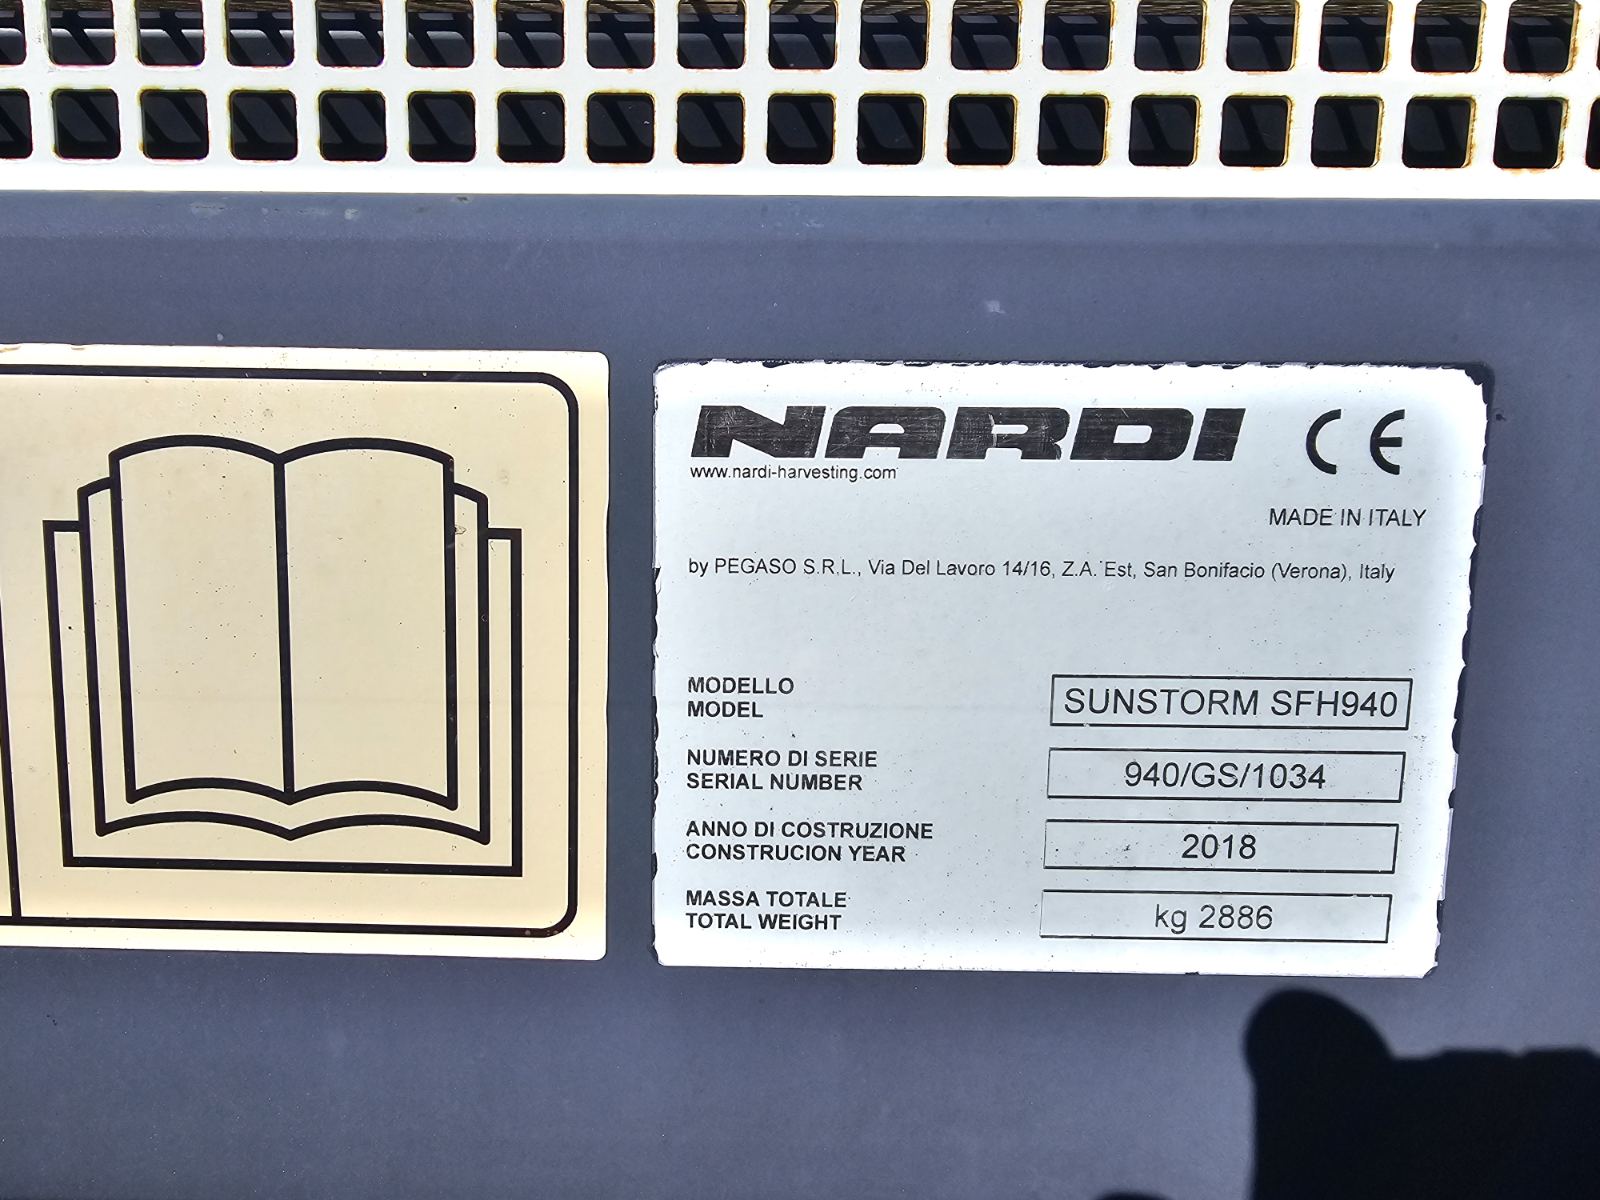 NARDI CE
www.nardi-harvesting.com
MADE IN ITALY
by PEGASO S.R.L., Via Del Lavoro 14/16, Z.A. Est, San Bonifacio (Verona), Italy
MODELLO
MODEL
SUNSTORM SFH940
NUMERO DI SERIE
SERIAL NUMBER
940/GS/1034
ANNO DI COSTRUZIONE
CONSTRUCION YEAR
2018
MASSA TOTALE
TOTAL WEIGHT
kg 2886